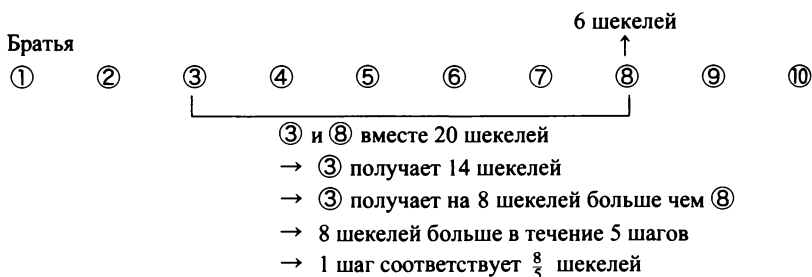 6 шекелей
Братья
① ② ③ ④ ⑤ ⑥ ⑦ ⑧ ⑨ ⑩
③ и ⑧ вместе 20 шекелей
→ ③ получает 14 шекелей
→ ③ получает на 8 шекелей больше чем ⑧
→ 8 шекелей больше в течение 5 шагов
→ 1 шаг соответствует 8/5 шекелей